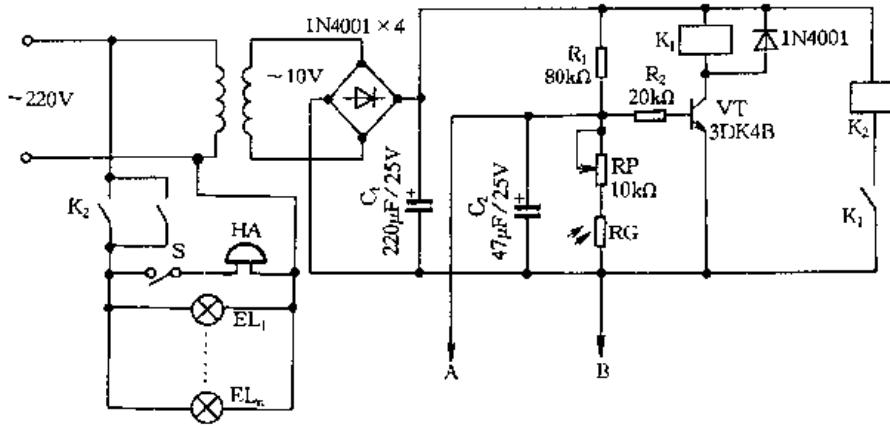 1N4001 × 4
~220V
~10V
R₁
80kΩ
K₁
1N4001
R₂
20kΩ
VT
3DK4B
K₂
C₁
220μF/25V
+
C₂
47μF/25V
+
RP
10kΩ
RG
K₁
K₂
S
HA
EL₁
ELₙ
A
B